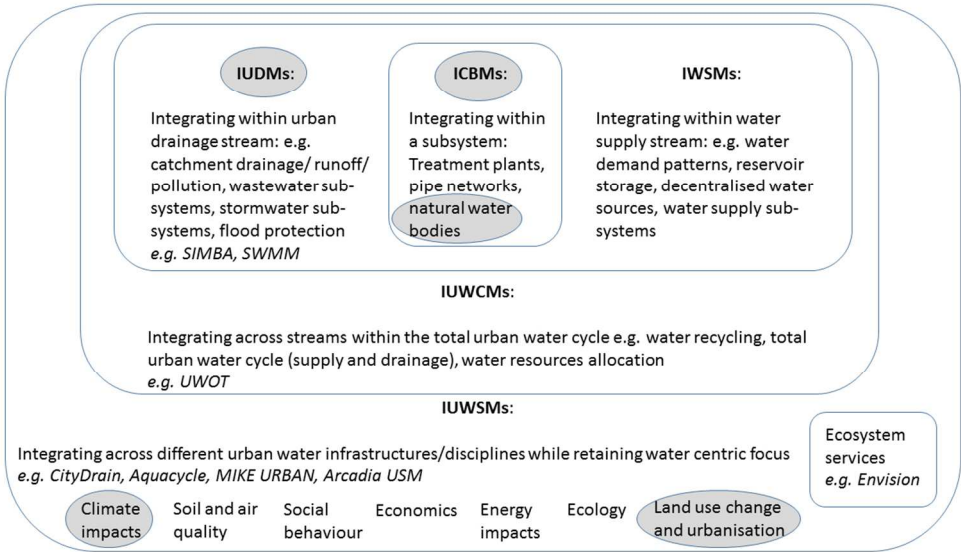 IUDMs:
Integrating within urban
drainage stream: e.g.
catchment drainage/ runoff/
pollution, wastewater sub-
systems, stormwater sub-
systems, flood protection
e.g. SIMBA, SWMM
ICBMs:
Integrating within
a subsystem:
Treatment plants,
pipe networks,
natural water
bodies
IWSMs:
Integrating within water
supply stream: e.g. water
demand patterns, reservoir
storage, decentralised water
sources, water supply sub-
systems
IUWCMs:
Integrating across streams within the total urban water cycle e.g. water recycling, total
urban water cycle (supply and drainage), water resources allocation
e.g. UWOT
IUWSMs:
Integrating across different urban water infrastructures/disciplines while retaining water centric focus
e.g. CityDrain, Aquacycle, MIKE URBAN, Arcadia USM
Ecosystem
services
e.g. Envision
Climate
impacts
Soil and air
quality
Social
behaviour
Economics
Energy
impacts
Ecology
Land use change
and urbanisation